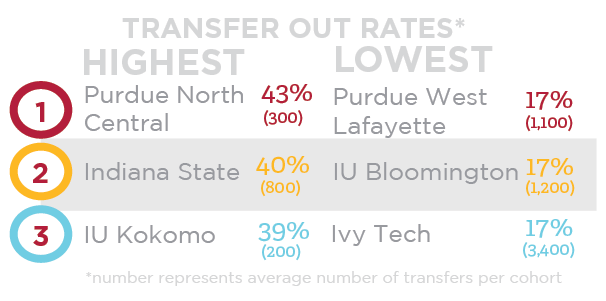 TRANSFER OUT RATES*
HIGHEST
LOWEST
1
Purdue North
Central
43%
(300)
Purdue West
Lafayette
17%
(1,100)
2
Indiana State
40%
(800)
IU Bloomington
17%
(1,200)
3
IU Kokomo
39%
(200)
Ivy Tech
17%
(3,400)
*number represents average number of transfers per cohort